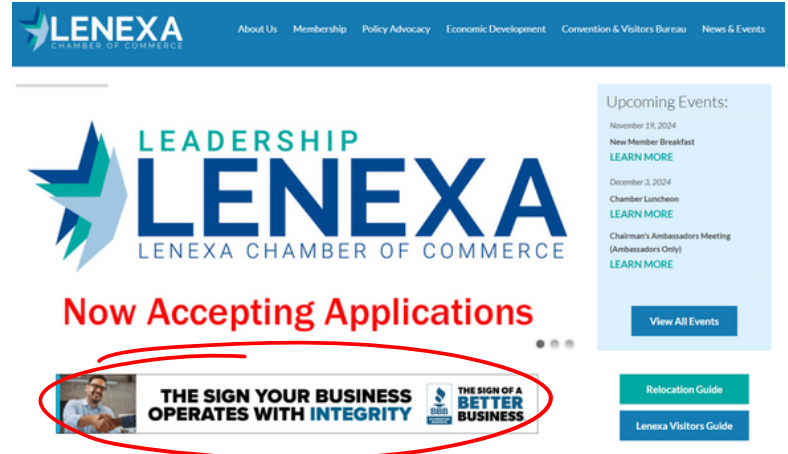 LENEXA
CHAMBER OF COMMERCE
About Us Membership Policy Advocacy Economic Development Convention & Visitors Bureau News & Events
LEADERSHIP
LENEXA
LENEXA CHAMBER OF COMMERCE
Now Accepting Applications
Upcoming Events:
November 19, 2024
New Member Breakfast
LEARN MORE
December 3, 2024
Chamber Luncheon
LEARN MORE
Chairman's Ambassadors Meeting
(Ambassadors Only)
LEARN MORE
View All Events
THE SIGN YOUR BUSINESS
OPERATES WITH INTEGRITY
BBB
THE SIGN OF A
BETTER
BUSINESS
Relocation Guide
Lenexa Visitors Guide